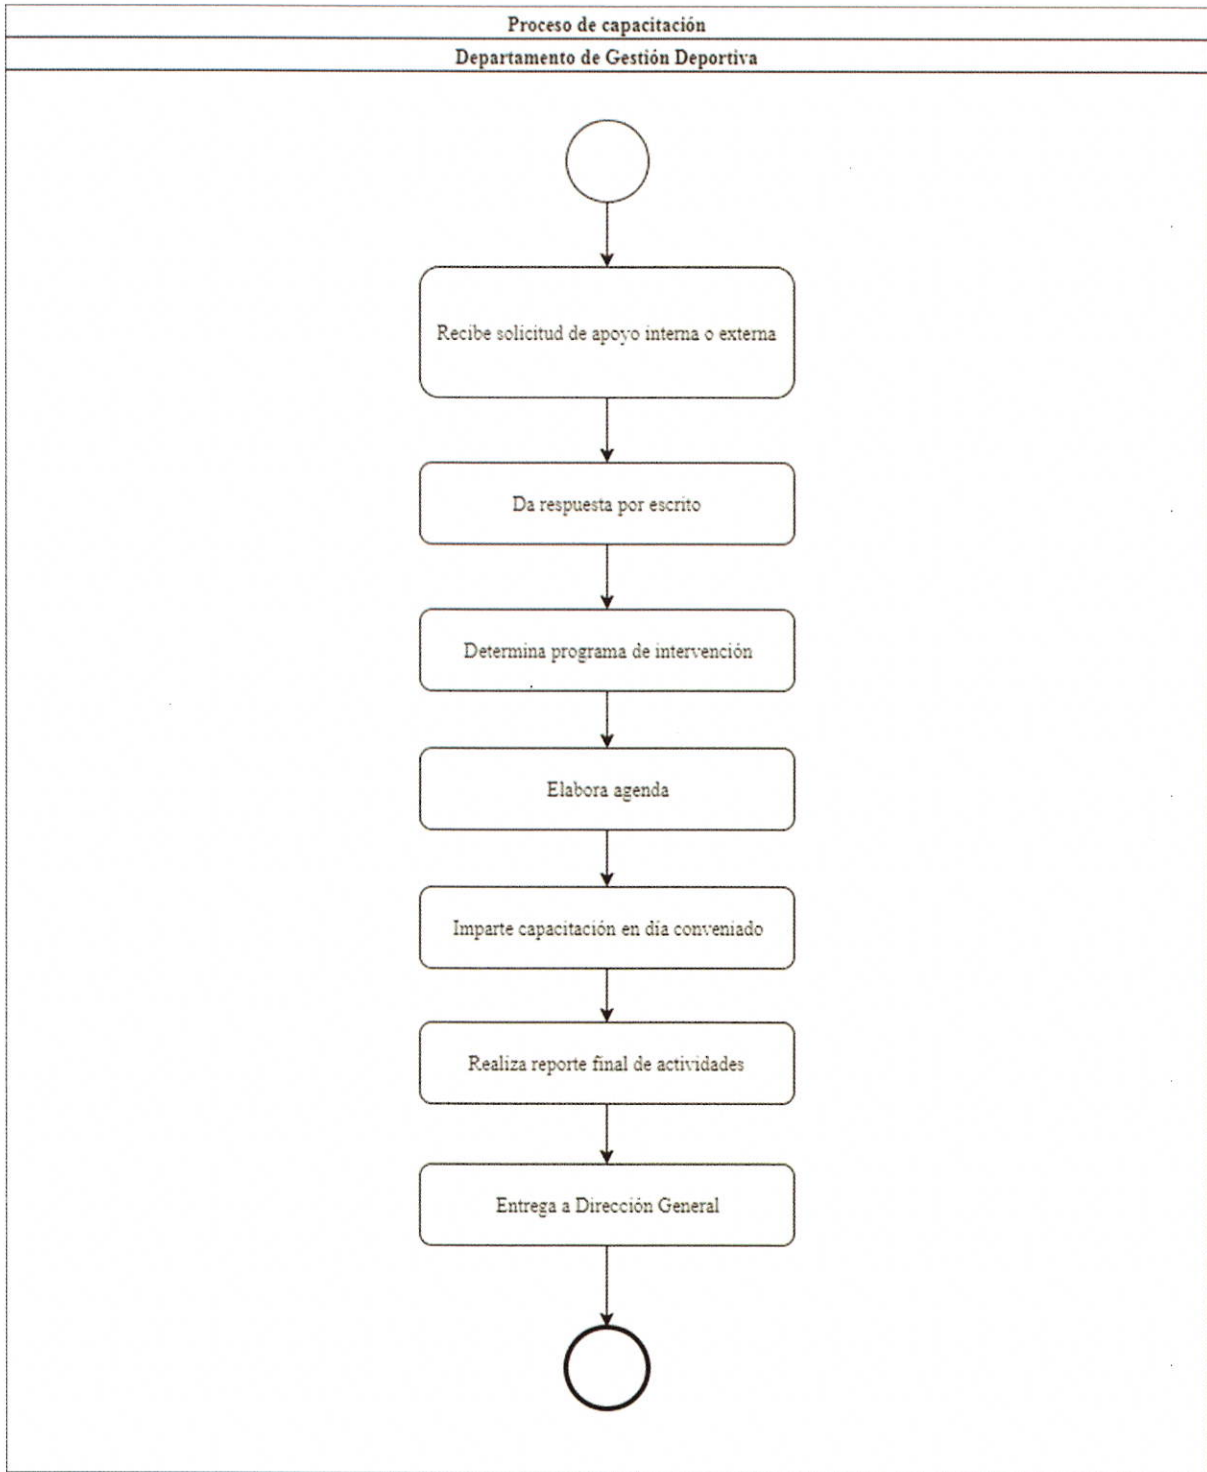 Proceso de capacitación
Departamento de Gestión Deportiva
Recibe solicitud de apoyo interna o externa
Da respuesta por escrito
Determina programa de intervención
Elabora agenda
Imparte capacitación en día conveniado
Realiza reporte final de actividades
Entrega a Dirección General